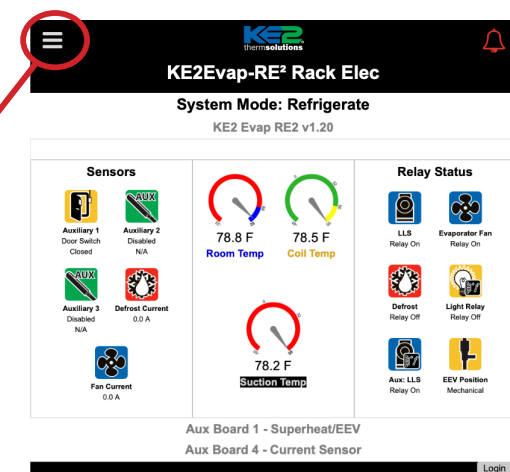 KE2
thermsolutions
KE2Evap-RE² Rack Elec
System Mode: Refrigerate
KE2 Evap RE2 v1.20
Sensors
AUX
Auxiliary 1
Door Switch
Closed
Auxiliary 2
Disabled
N/A
AUX
Auxiliary 3
Disabled
N/A
Defrost Current
0.0 A
Fan Current
0.0 A
78.8 F
Room Temp
78.5 F
Coil Temp
78.2 F
Suction Temp
Relay Status
LLS
Relay On
Evaporator Fan
Relay On
Defrost
Relay Off
Light Relay
Relay Off
Aux: LLS
Relay On
EEV Position
Mechanical
Aux Board 1 - Superheat/EEV
Aux Board 4 - Current Sensor
Login